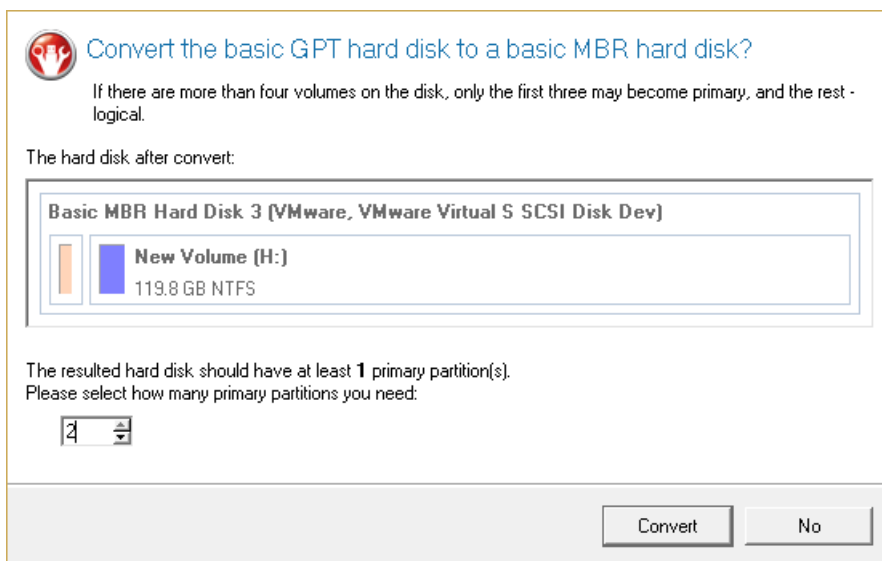 Convert the basic GPT hard disk to a basic MBR hard disk?
If there are more than four volumes on the disk, only the first three may become primary, and the rest -
logical.
The hard disk after convert:
Basic MBR Hard Disk 3 (VMware, VMware Virtual S SCSI Disk Dev)
New Volume (H:)
119.8 GB NTFS
The resulted hard disk should have at least 1 primary partition(s).
Please select how many primary partitions you need:
2
Convert
No